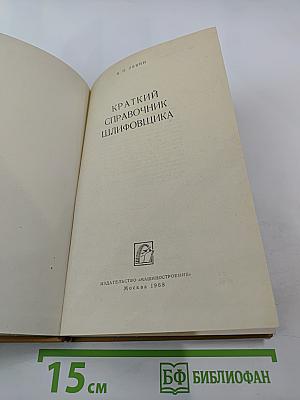 КРАТКИЙ
СПРАВОЧНИК
ШЛИФОВЩИКА
ИЗДАТЕЛЬСТВО «МАШИНОСТРОЕНИЕ»
Москва 1968
15 см
БФ БИБЛИОФАН